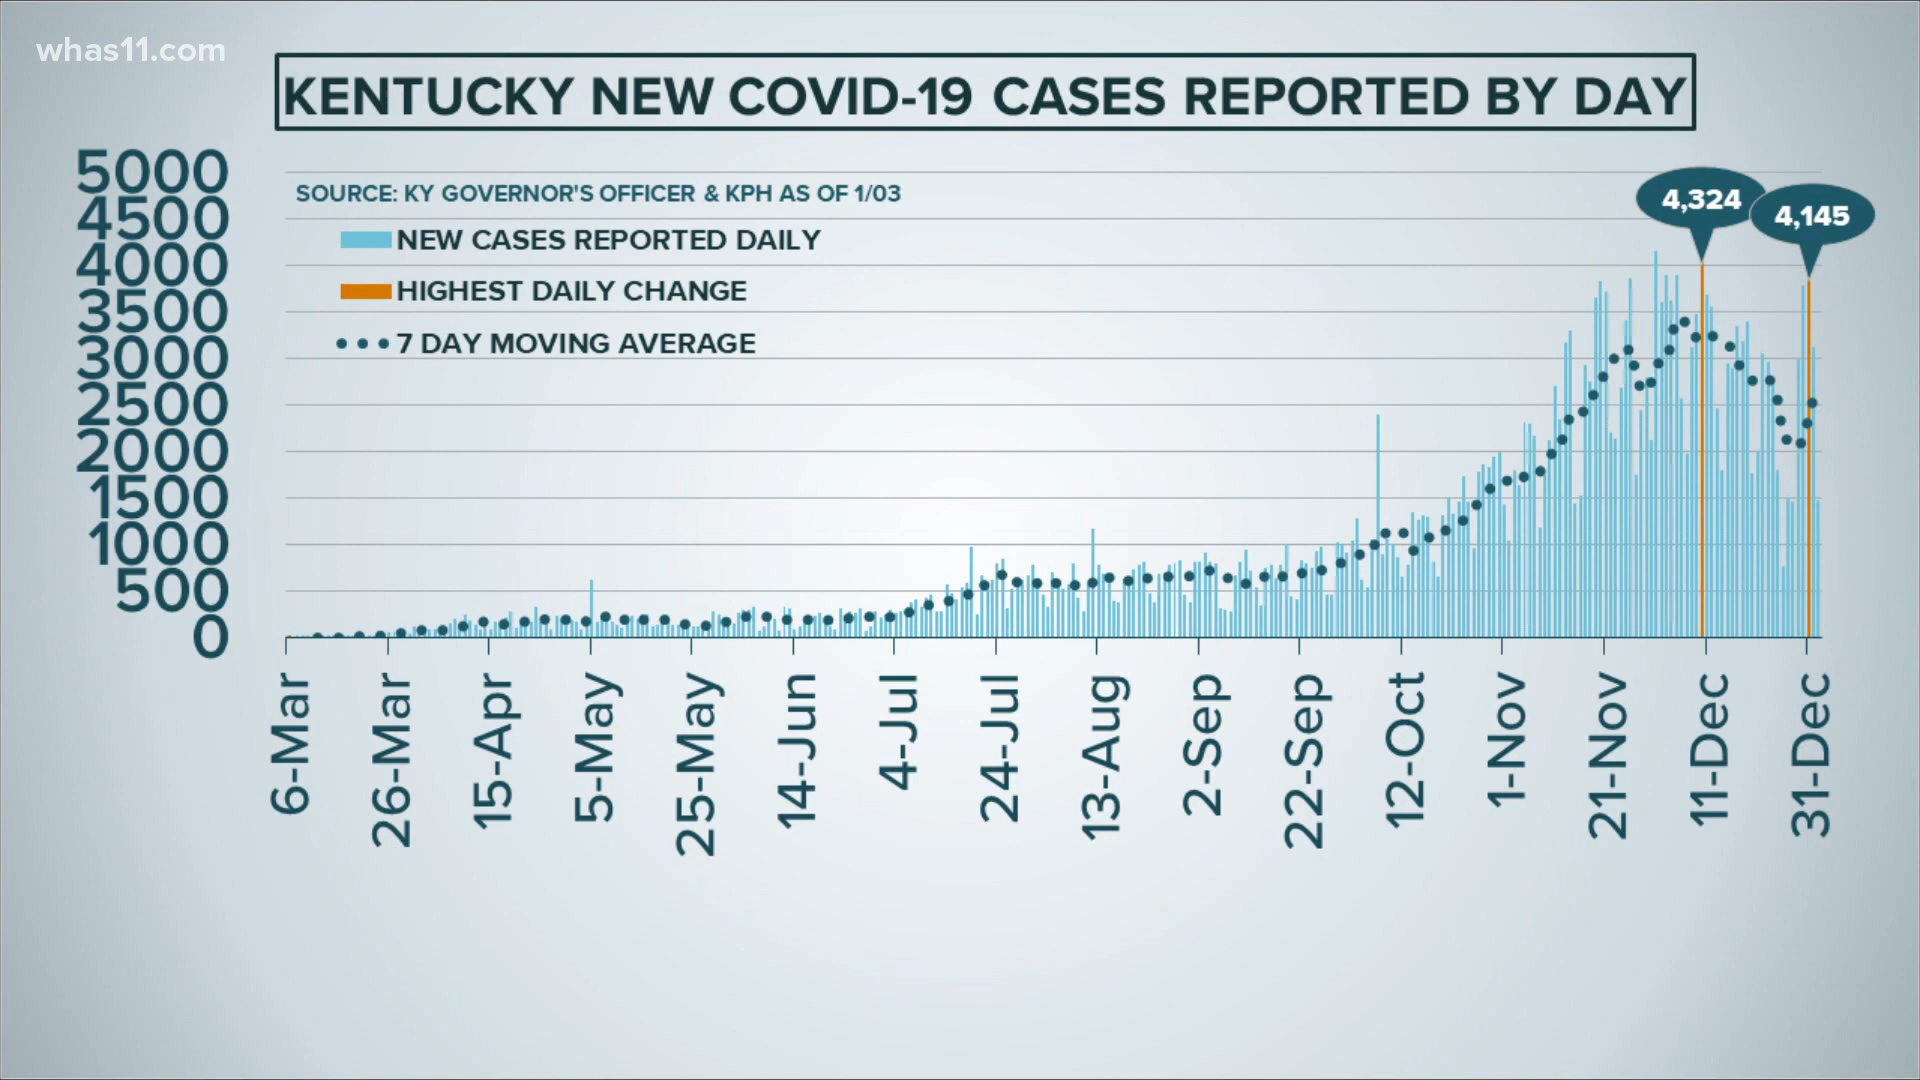 whas11.com
KENTUCKY NEW COVID-19 CASES REPORTED BY DAY
5000
4500
4000
3500
3000
2500
2000
1500
1000
500
0
SOURCE: KY GOVERNOR'S OFFICER & KPH AS OF 1/03
NEW CASES REPORTED DAILY
HIGHEST DAILY CHANGE
7 DAY MOVING AVERAGE
4,324
4,145
6-Mar
26-Mar
15-Apr
5-May
25-May
14-Jun
4-Jul
24-Jul
13-Aug
2-Sep
22-Sep
12-Oct
1-Nov
21-Nov
11-Dec
31-Dec